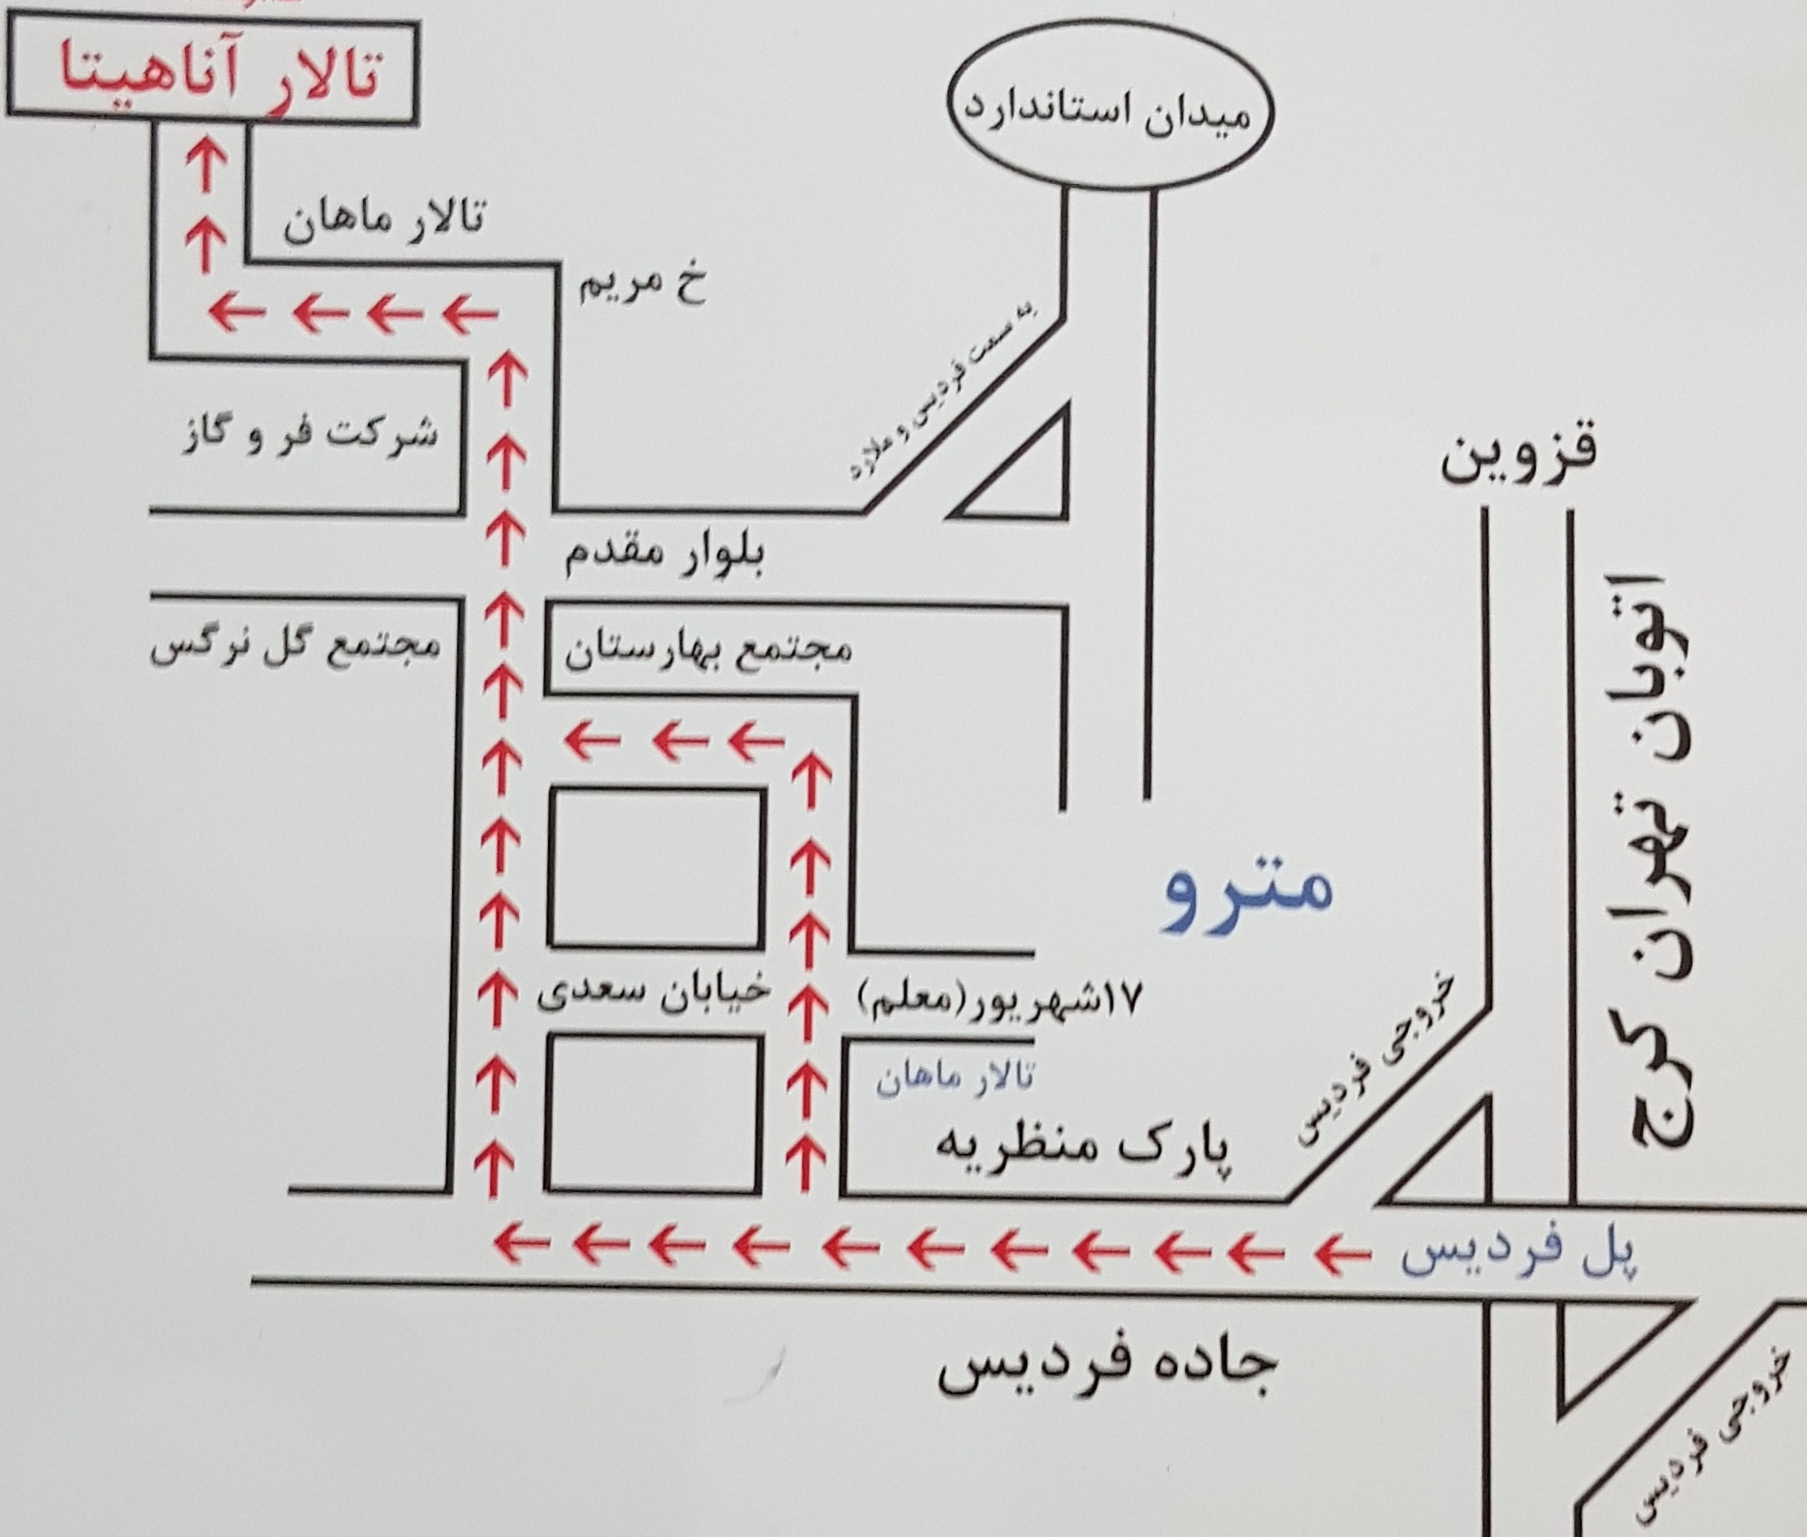 تالار آناهیتا
میدان استاندارد
تالار ماهان
خ مریم
به سمت فردیس و ملارد
شرکت فر و گاز
قزوین
بلوار مقدم
اتوبان تهران کرج
مجتمع بهارستان
مجتمع گل نرگس
مترو
۱۷شهریور(معلم)
خیابان سعدی
خروجی فردیس
تالار ماهان
پارک منظریه
پل فردیس
جاده فردیس
خروجی فردیس